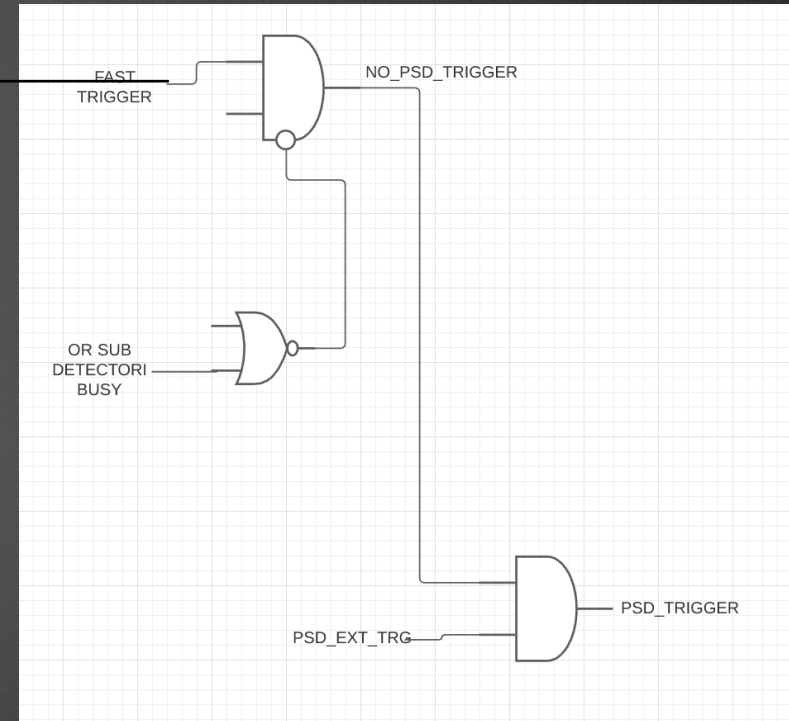 FAST
TRIGGER
NO_PSD_TRIGGER
OR SUB
DETECTORI
BUSY
PSD_EXT_TRG
PSD_TRIGGER